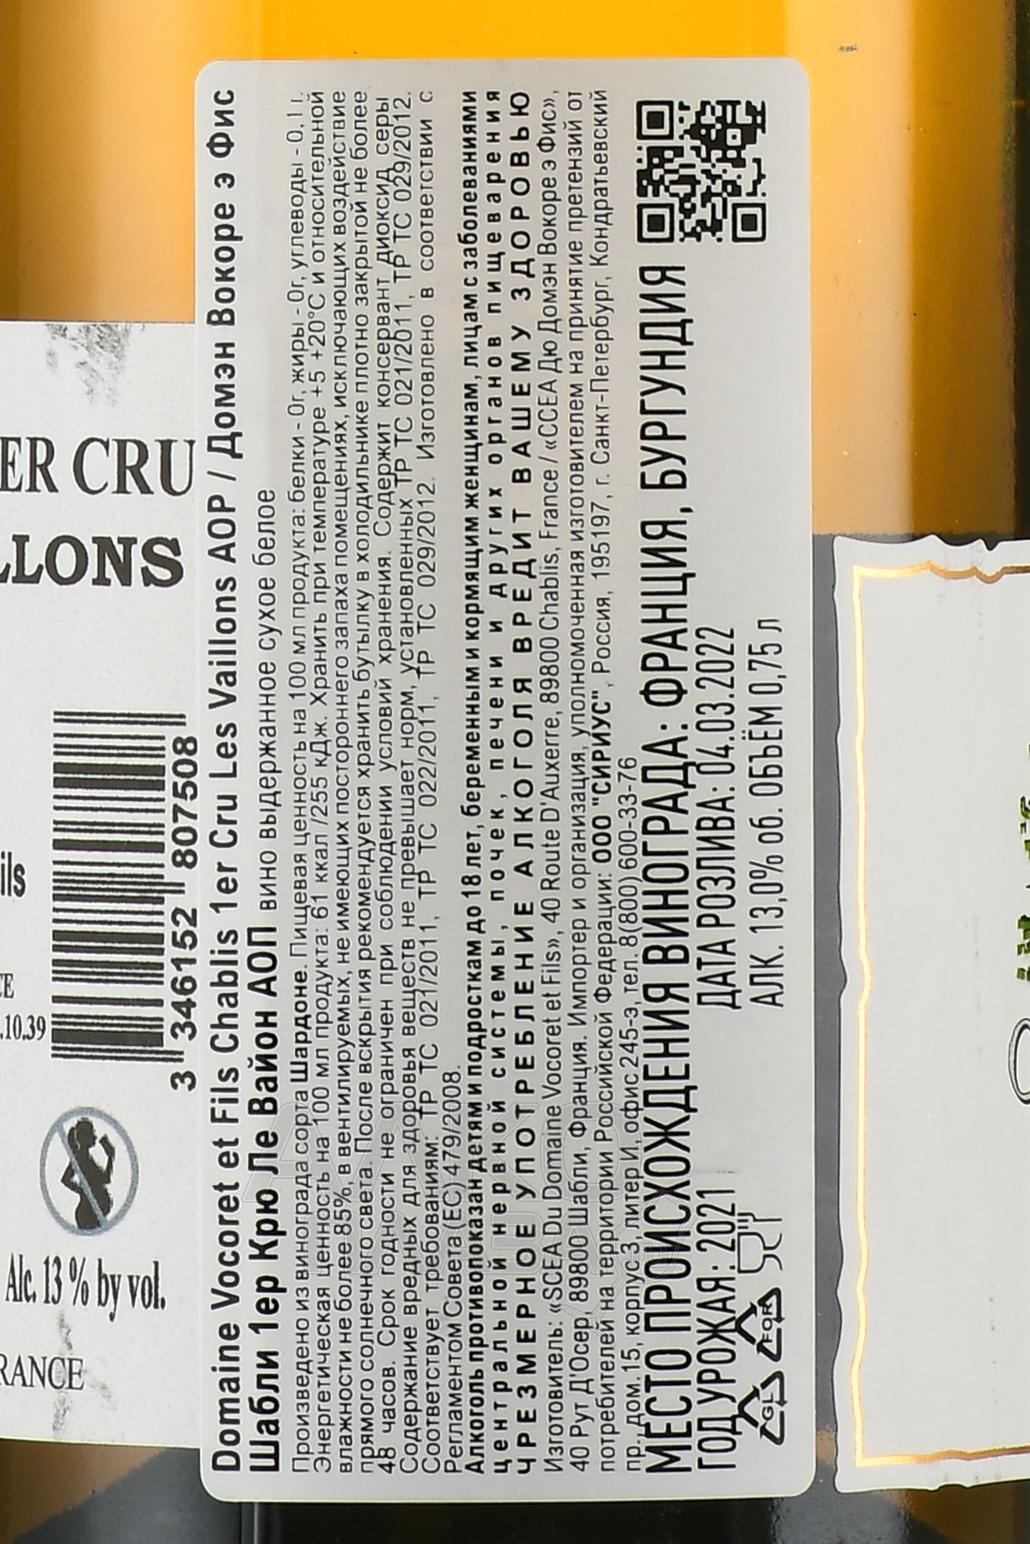 ER CRU
LLONS
ils
CE
.10.39
3 346152 807508
Alc. 13 % by vol.
RANCE
Domaine Vocoret et Fils Chablis 1er Cru Les Vaillons AOP / Домэн Вокоре э Фис
Шабли 1ер Крю Ле Вайон АОП вино выдержанное сухое белое
Произведено из винограда сорта Шардоне. Пищевая ценность на 100 мл продукта: белки - 0г, жиры - 0г, углеводы - 0,1 г.
Энергетическая ценность на 100 мл продукта: 61 ккал /255 кДж. Хранить при температуре +5 +20°С и относительной
влажности не более 85%, в вентилируемых, не имеющих постороннего запаха помещениях, исключающих воздействие
прямого солнечного света. После вскрытия рекомендуется хранить бутылку в холодильнике плотно закрытой не более
48 часов. Срок годности не ограничен при соблюдении условий хранения. Содержит консервант диоксид серы
Содержание вредных для здоровья веществ не превышает норм, установленных ТР ТС 021/2011, ТР ТС 029/2012.
Соответствует требованиям: ТР ТС 021/2011, ТР ТС 022/2011, ТР ТС 029/2012. Изготовлено в соответствии с
Регламентом Совета (ЕС) 479/2008.
Алкоголь противопоказан детям и подросткам до 18 лет, беременным и кормящим женщинам, лицам с заболеваниями
центральной нервной системы, почек, печени и других органов пищеварения
ЧРЕЗМЕРНОЕ УПОТРЕБЛЕНИЕ АЛКОГОЛЯ ВРЕДИТ ВАШЕМУ ЗДОРОВЬЮ
Изготовитель: «SCEA Du Domaine Vocoret et Fils», 40 Route D'Auxerre, 89800 Chablis, France / «ССЕА Дю Домэн Вокоре э Фис»,
40 Рут Д'Осер, 89800 Шабли, Франция. Импортер и организация, уполномоченная изготовителем на принятие претензий от
потребителей на территории Российской Федерации: ООО "СИРИУС", Россия, 195197, г. Санкт-Петербург, Кондратьевский
пр., дом. 15, корпус 3, литер И, офис 245-э, тел. 8(800) 600-33-76
МЕСТО ПРОИСХОЖДЕНИЯ ВИНОГРАДА: ФРАНЦИЯ, БУРГУНДИЯ
ГОД УРОЖАЯ: 2021 ДАТА РОЗЛИВА: 04.03.2022
АЛК. 13,0% об. ОБЪЁМ 0,75 л
GL FOR